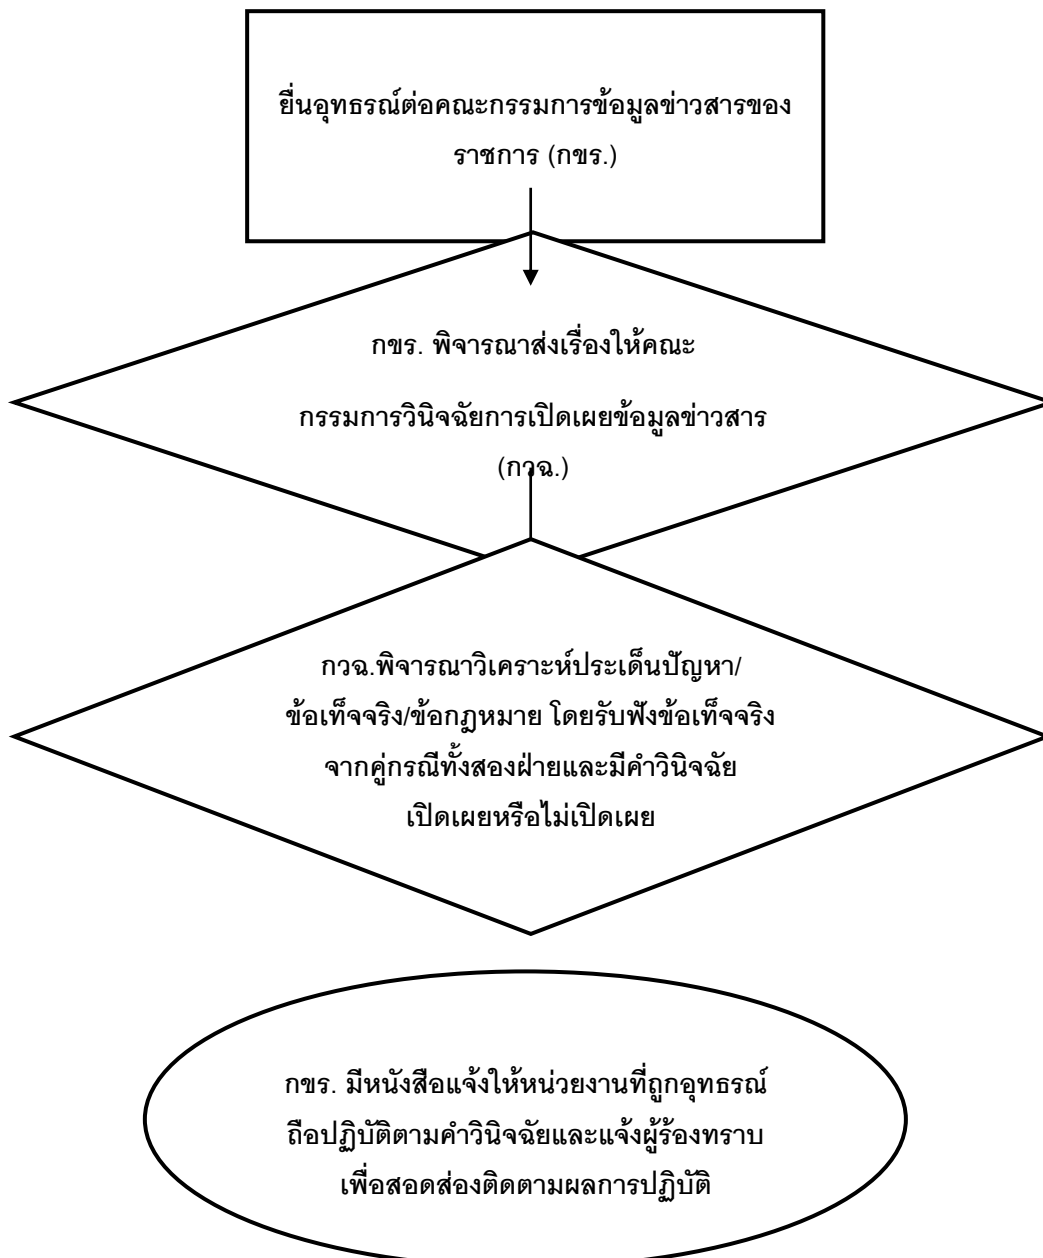 ยื่นอุทธรณ์ต่อคณะกรรมการข้อมูลข่าวสารของ
ราชการ (กขร.)
กขร. พิจารณาส่งเรื่องให้คณะ
กรรมการวินิจฉัยการเปิดเผยข้อมูลข่าวสาร
(กวฉ.)
กวฉ.พิจารณาวิเคราะห์ประเด็นปัญหา/
ข้อเท็จจริง/ข้อกฎหมาย โดยรับฟังข้อเท็จจริง
จากคู่กรณีทั้งสองฝ่ายและมีคำวินิจฉัย
เปิดเผยหรือไม่เปิดเผย
กขร. มีหนังสือแจ้งให้หน่วยงานที่ถูกอุทธรณ์
ถือปฏิบัติตามคำวินิจฉัยและแจ้งผู้ร้องทราบ
เพื่อสอดส่องติดตามผลการปฏิบัติ